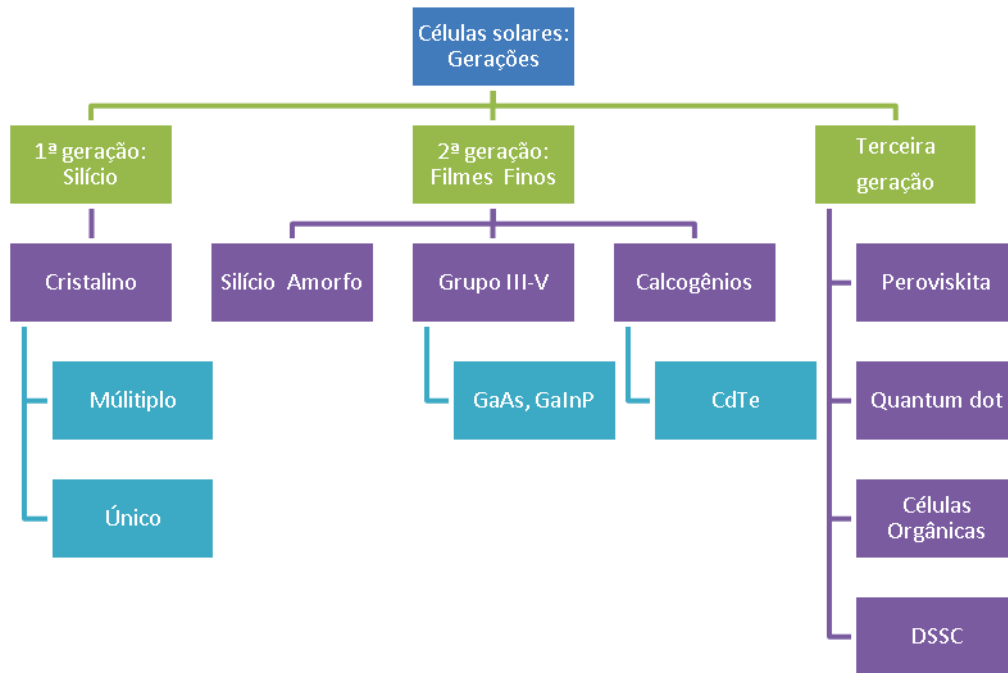 Células solares:
Gerações
1ª geração:
Silício
2ª geração:
Filmes Finos
Terceira
geração
Cristalino
Silício Amorfo
Grupo III-V
Calcogênios
Peroviskita
Múlitiplo
GaAs, GaInP
CdTe
Quantum dot
Único
Células
Orgânicas
DSSC